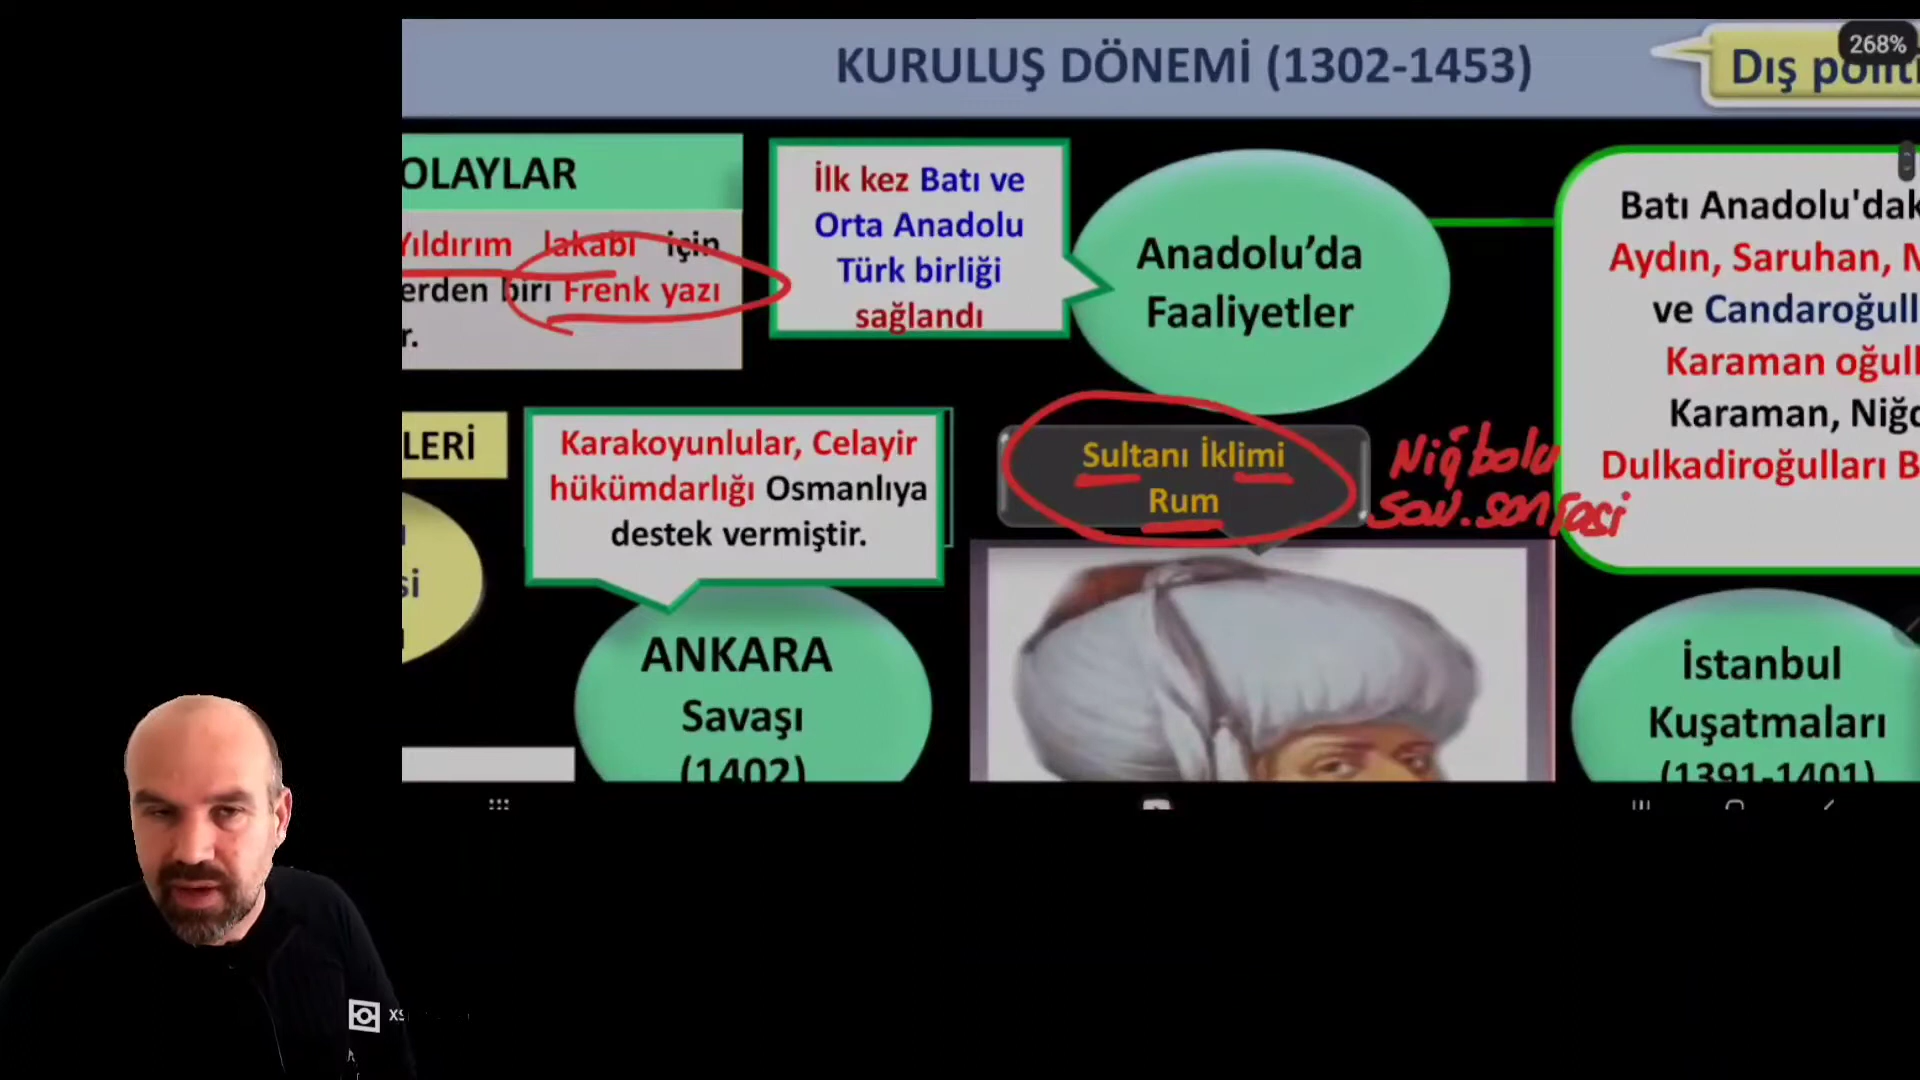 KURULUŞ DÖNEMİ (1302-1453)
Dış
268%
OLAYLAR
Yıldırım lakabı için
erden biri Frenk yazı
r.
İlk kez Batı ve
Orta Anadolu
Türk birliği
sağlandı
Anadolu’da
Faaliyetler
Batı Anadolu'dak
Aydın, Saruhan,
ve Candaroğull
Karaman oğull
Karaman, Niğ
Dulkadiroğulları B
LERİ
si
Karakoyunlular, Celayir
hükümdarlığı Osmanlıya
destek vermiştir.
Sultanı İklimi
Rum
Niğbolu
sav. sonrası
ANKARA
Savaşı
(1402)
İstanbul
Kuşatmaları
(1391-1401)
XS